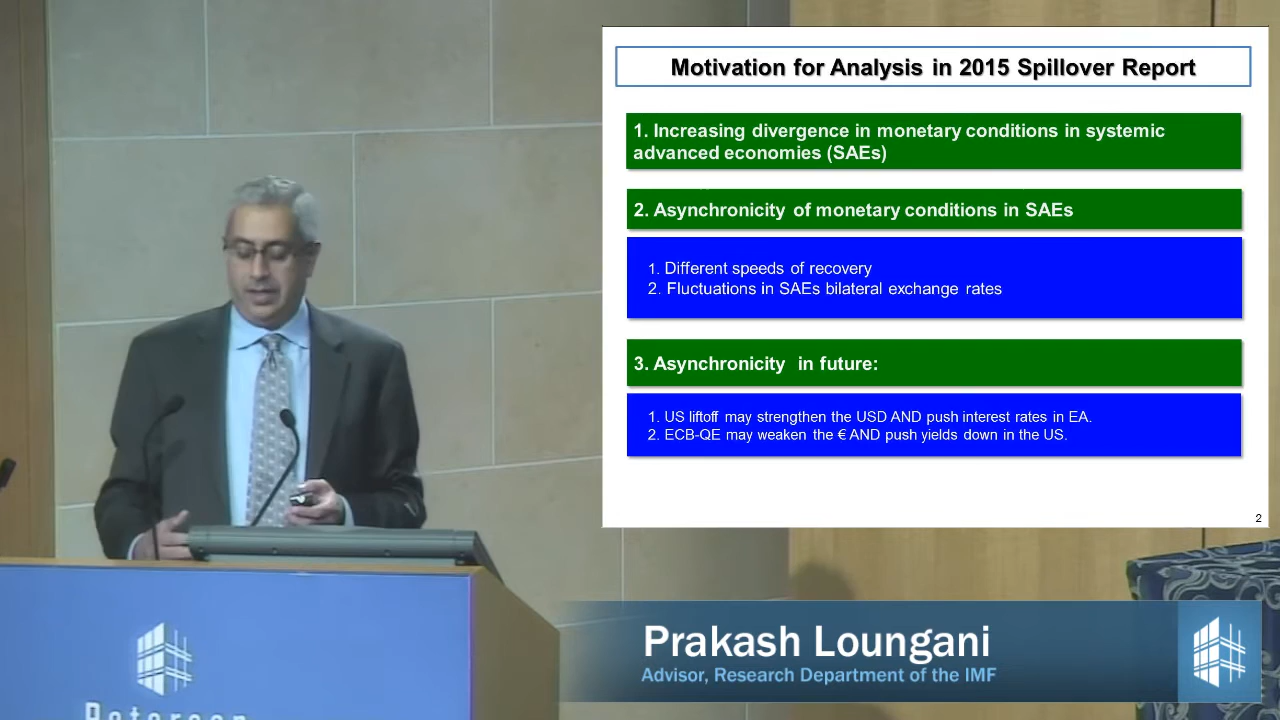 Motivation for Analysis in 2015 Spillover Report
1. Increasing divergence in monetary conditions in systemic
advanced economies (SAEs)
2. Asynchronicity of monetary conditions in SAEs
1. Different speeds of recovery
2. Fluctuations in SAEs bilateral exchange rates
3. Asynchronicity in future:
1. US liftoff may strengthen the USD AND push interest rates in EA.
2. ECB-QE may weaken the € AND push yields down in the US.
2
Prakash Loungani
Advisor, Research Department of the IMF
Peterson